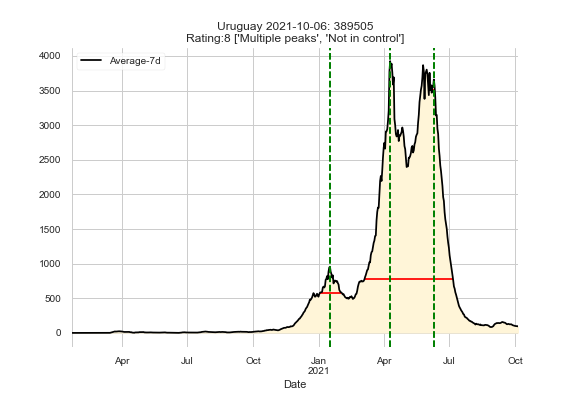 Uruguay 2021-10-06: 389505
Rating:8 ['Multiple peaks', 'Not in control']
Average-7d
4000
3500
3000
2500
2000
1500
1000
500
0
Apr Jul Oct Jan Apr Jul Oct
2021
Date